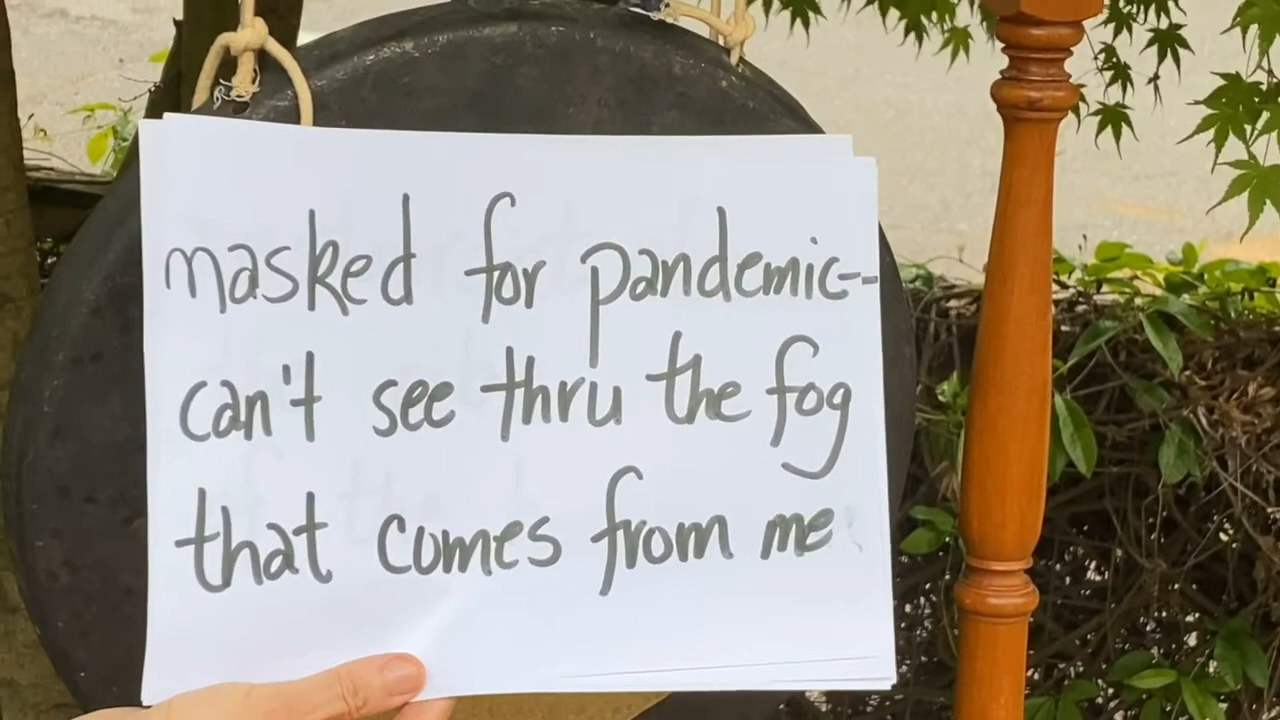 masked for pandemic--
can't see thru the fog
that comes from me